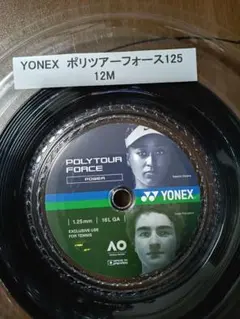 YONEX ポリツアーフォース125
12M
POLYTOUR
FORCE
POWER
YONEX
1.25mm 16L GA
EXCLUSIVE USE
FOR TENNIS
AO